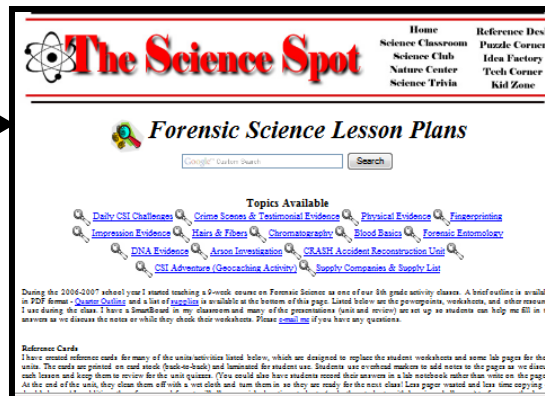 The Science Spot
Home
Science Classroom
Science Club
Nature Center
Science Trivia
Reference Des
Puzzle Corner
Idea Factory
Tech Corner
Kid Zone
Forensic Science Lesson Plans
Google™ Custom Search
Search
Topics Available
Daily CSI Challenges Crime Scenes & Testimonial Evidence Physical Evidence Fingerprinting
Impression Evidence Hairs & Fibers Chromatography Blood Basics Forensic Entomology
DNA Evidence Arson Investigation CRASH Accident Reconstruction Unit
CSI Adventure (Geocaching Activity) Supply Companies & Supply List
During the 2006-2007 school year I started teaching a 9-week course on Forensic Science as one of our 8th grade activity classes. A brief outline is availab
in PDF format - Quarter Outline and a list of supplies is available at the bottom of this page. Listed below are the powerpoints, worksheets, and other resour
I use during the class. I have a SmartBoard in my classroom and many of the presentations (unit and review) are set up so students can help me fill in t
answers as we discuss the notes or while they check their worksheets. Please e-mail me if you have any questions.
Reference Cards
I have created reference cards for many of the units/activities listed below, which are designed to replace the student worksheets and some lab pages for the
units. The cards are printed on card stock (back-to-back) and laminated for student use. Students use overhead markers to add notes to the pages as we discu
each lesson and keep them to review for the unit quizzes. (You could also have students record their answers in a lab notebook rather than write on the page
At the end of the unit, they clean them off with a wet cloth and turn them in so they are ready for the next class! Less paper wasted and less time copying